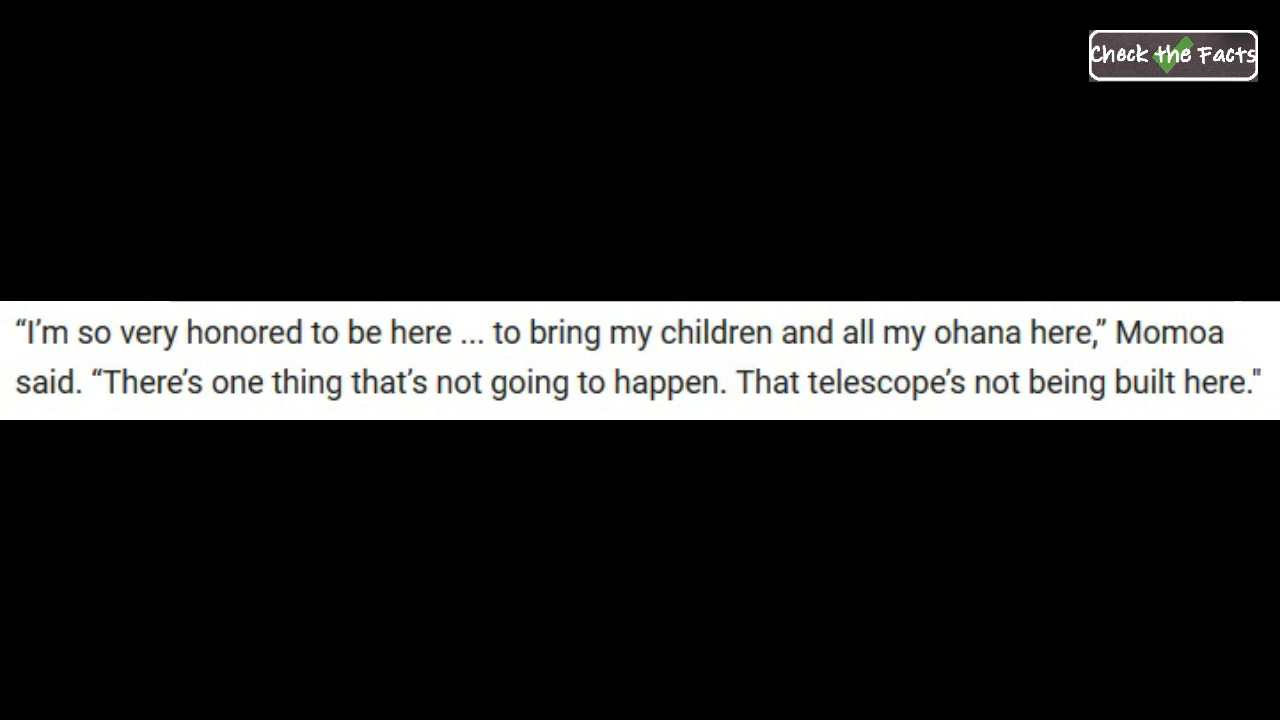 Check the Facts
“I’m so very honored to be here ... to bring my children and all my ohana here,” Momoa
said. “There’s one thing that’s not going to happen. That telescope’s not being built here."